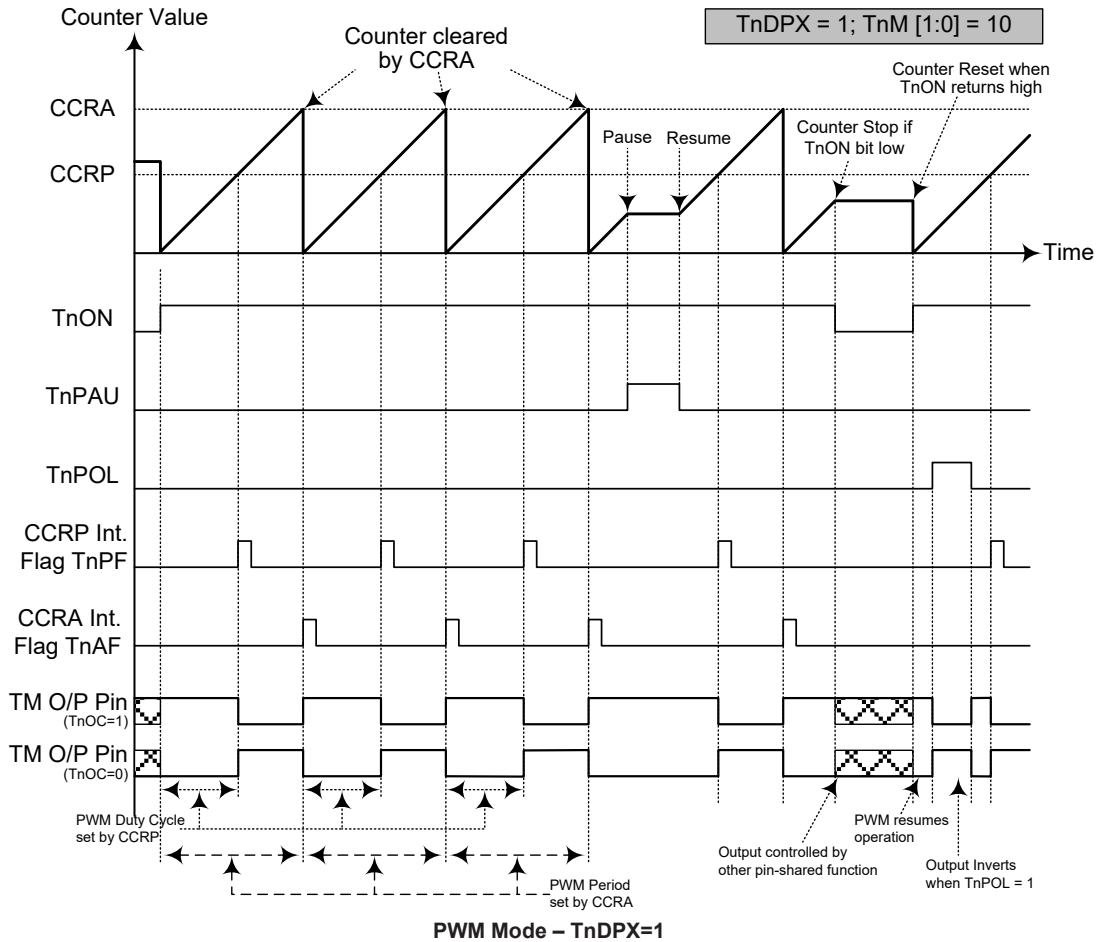 Counter Value
TnDPX = 1; TnM [1:0] = 10
Counter cleared
by CCRA
Counter Reset when
TnON returns high
CCRA
Pause
Resume
Counter Stop if
TnON bit low
CCRP
Time
TnON
TnPAU
TnPOL
CCRP Int.
Flag TnPF
CCRA Int.
Flag TnAF
TM O/P Pin
(TnOC=1)
TM O/P Pin
(TnOC=0)
PWM Duty Cycle
set by CCRP
PWM resumes
operation
Output controlled by
other pin-shared function
Output Inverts
when TnPOL = 1
PWM Period
set by CCRA
PWM Mode – TnDPX=1